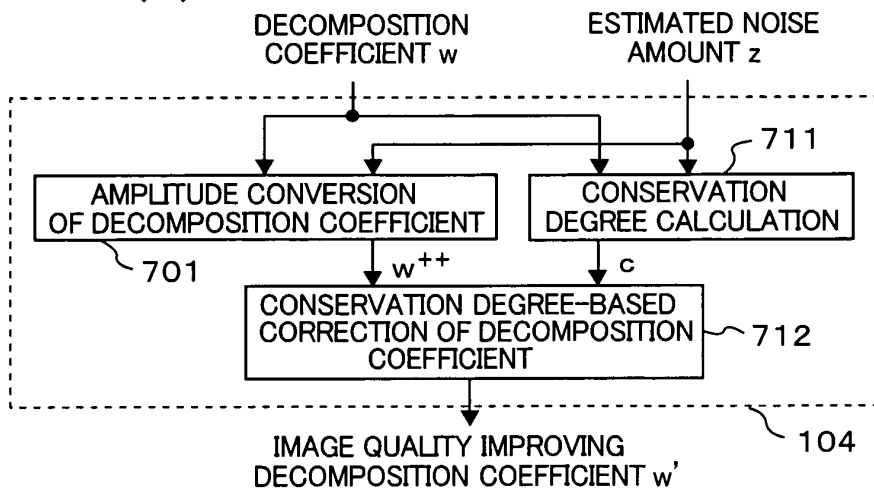 DECOMPOSITION
COEFFICIENT w
ESTIMATED NOISE
AMOUNT z
711
AMPLITUDE CONVERSION
OF DECOMPOSITION COEFFICIENT
CONSERVATION
DEGREE CALCULATION
701
w++
c
CONSERVATION DEGREE-BASED
CORRECTION OF DECOMPOSITION
COEFFICIENT
712
104
IMAGE QUALITY IMPROVING
DECOMPOSITION COEFFICIENT w'